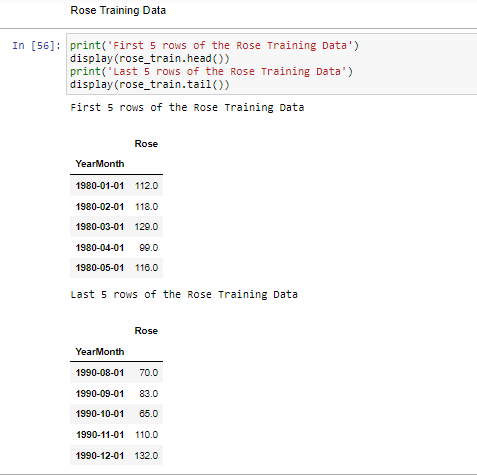 Rose Training Data
In [56]: print('First 5 rows of the Rose Training Data')
display(rose_train.head())
print('Last 5 rows of the Rose Training Data')
display(rose_train.tail())
First 5 rows of the Rose Training Data
Rose
YearMonth
1980-01-01 112.0
1980-02-01 118.0
1980-03-01 129.0
1980-04-01 99.0
1980-05-01 116.0
Last 5 rows of the Rose Training Data
Rose
YearMonth
1990-08-01 70.0
1990-09-01 83.0
1990-10-01 65.0
1990-11-01 110.0
1990-12-01 132.0